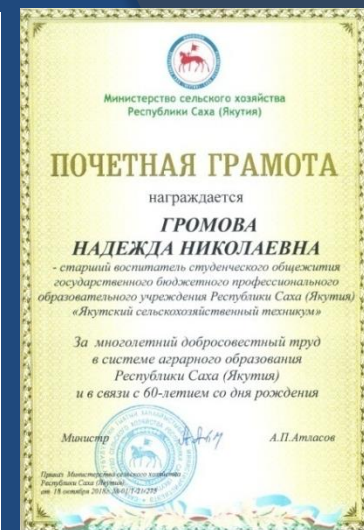 Министерство сельского хозяйства
Республики Саха (Якутия)
ПОЧЕТНАЯ ГРАМОТА
награждается
ГРОМОВА
НАДЕЖДА НИКОЛАЕВНА
- старший воспитатель студенческого общежития
государственного бюджетного профессионального
образовательного учреждения Республики Саха (Якутия)
«Якутский сельскохозяйственный техникум»
За многолетний добросовестный труд
в системе аграрного образования
Республики Саха (Якутия)
и в связи с 60-летием со дня рождения
Министр А.П.Атласов
Приказ Министерства сельского хозяйства
Республики Саха (Якутия)
от 18 октября 2018г.